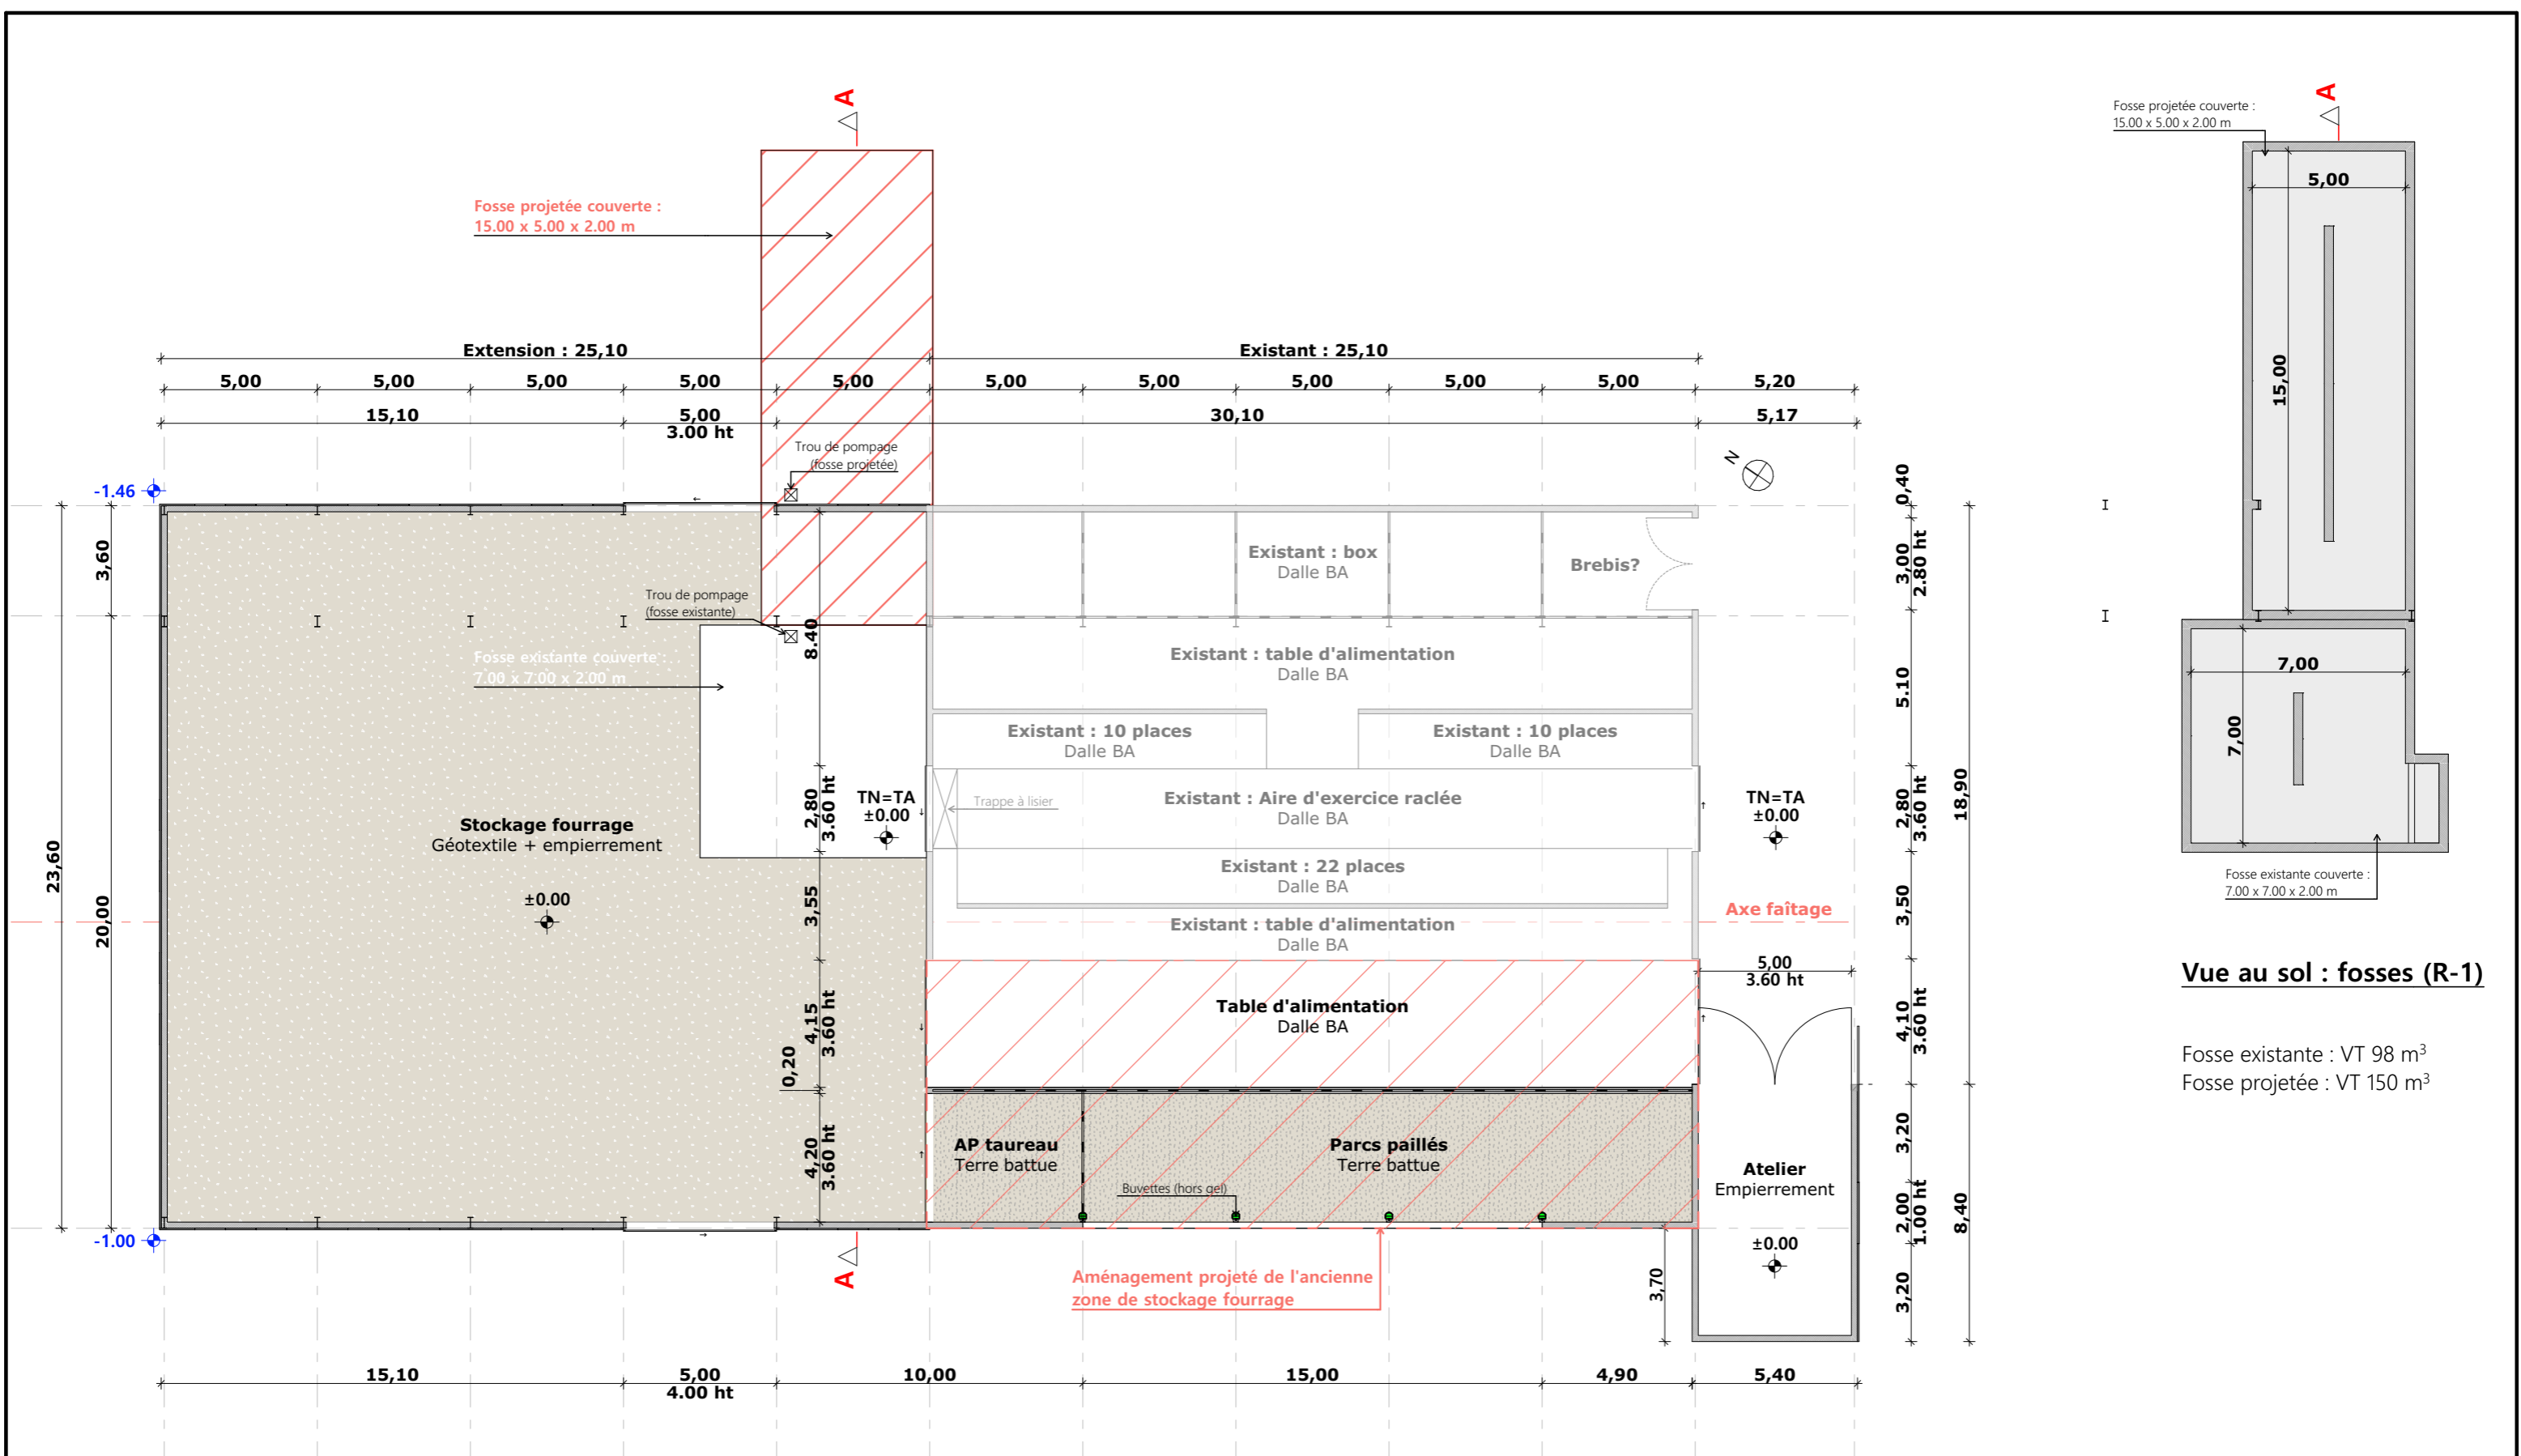 A
Fosse projetée couverte :
15.00 x 5.00 x 2.00 m
Extension : 25,10
Existant : 25,10
5,00
5,00
5,00
5,00
5,00
5,00
5,00
5,00
5,00
5,00
5,20
15,10
5,00
3.00 ht
30,10
5,17
Trou de pompage
(fosse projetée)
N
-1.46
3,60
23,60
20,00
-1.00
Trou de pompage
(fosse existante)
Fosse existante couverte :
7.00 x 7.00 x 2.00 m
8.40
2,80
3.60 ht
3,55
4,15
3.60 ht
0,20
4,20
3.60 ht
TN=TA
±0.00
Stockage fourrage
Géotextile + empierrement
±0.00
Existant : box
Dalle BA
Brebis?
Existant : table d'alimentation
Dalle BA
Existant : 10 places
Dalle BA
Existant : 10 places
Dalle BA
Trappe à lisier
Existant : Aire d'exercice raclée
Dalle BA
Existant : 22 places
Dalle BA
Existant : table d'alimentation
Dalle BA
Table d'alimentation
Dalle BA
AP taureau
Terre battue
Parcs paillés
Terre battue
Buvettes (hors gel)
Aménagement projeté de l'ancienne
zone de stockage fourrage
A
TN=TA
±0.00
Axe faîtage
5,00
3.60 ht
Atelier
Empierrement
±0.00
3,70
0,40
3,00
2.80 ht
5.10
2,80
3.60 ht
3,50
4,10
3.60 ht
3,20
2,00
1.00 ht
3,20
18,90
8,40
15,10
5,00
4.00 ht
10,00
15,00
4,90
5,40
Fosse projetée couverte :
15.00 x 5.00 x 2.00 m
A
5,00
15,00
7,00
7,00
Fosse existante couverte :
7.00 x 7.00 x 2.00 m
Vue au sol : fosses (R-1)
Fosse existante : VT 98 m³
Fosse projetée : VT 150 m³